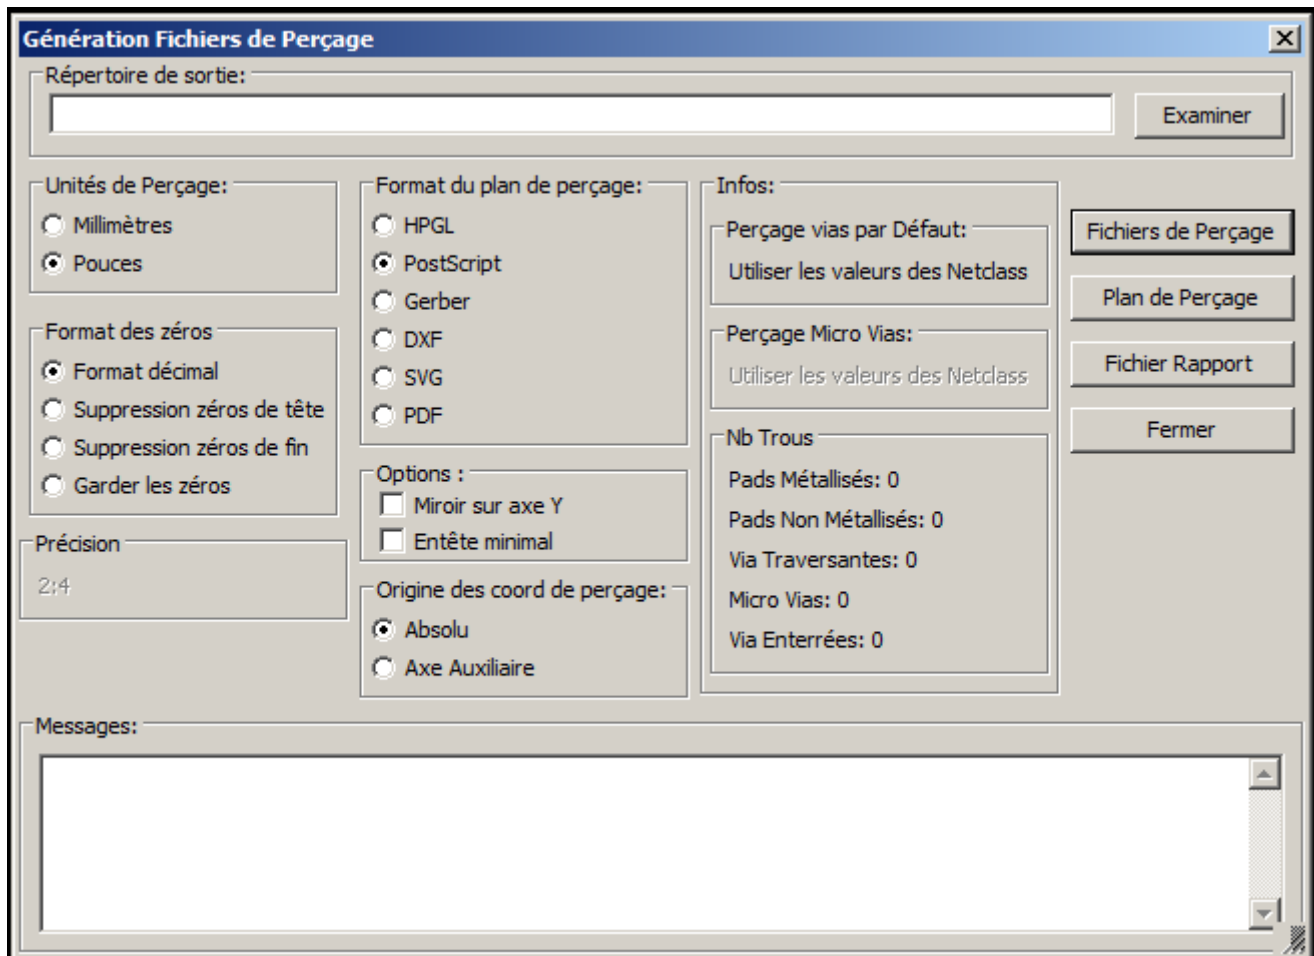 Génération Fichiers de Perçage
Répertoire de sortie:
Examiner
Unités de Perçage:
Millimètres
Pouces
Format des zéros
Format décimal
Suppression zéros de tête
Suppression zéros de fin
Garder les zéros
Précision
2:4
Format du plan de perçage:
HPGL
PostScript
Gerber
DXF
SVG
PDF
Options :
Miroir sur axe Y
Entête minimal
Origine des coord de perçage:
Absolu
Axe Auxiliaire
Infos:
Perçage vias par Défaut:
Utiliser les valeurs des Netclass
Perçage Micro Vias:
Utiliser les valeurs des Netclass
Nb Trous
Pads Métallisés: 0
Pads Non Métallisés: 0
Via Traversantes: 0
Micro Vias: 0
Via Enterrées: 0
Fichiers de Perçage
Plan de Perçage
Fichier Rapport
Fermer
Messages: